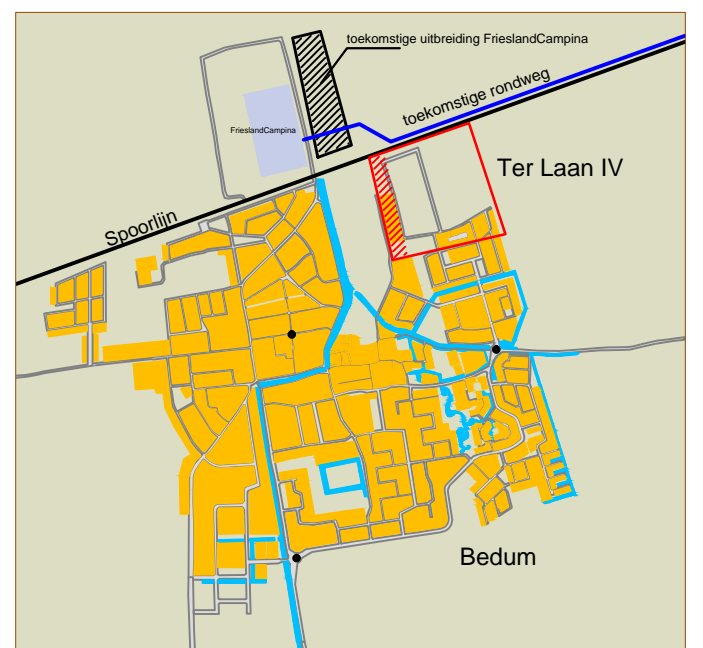 toekomstige uitbreiding FrieslandCampina
toekomstige rondweg
FrieslandCampina
Ter Laan IV
Spoorlijn
Bedum